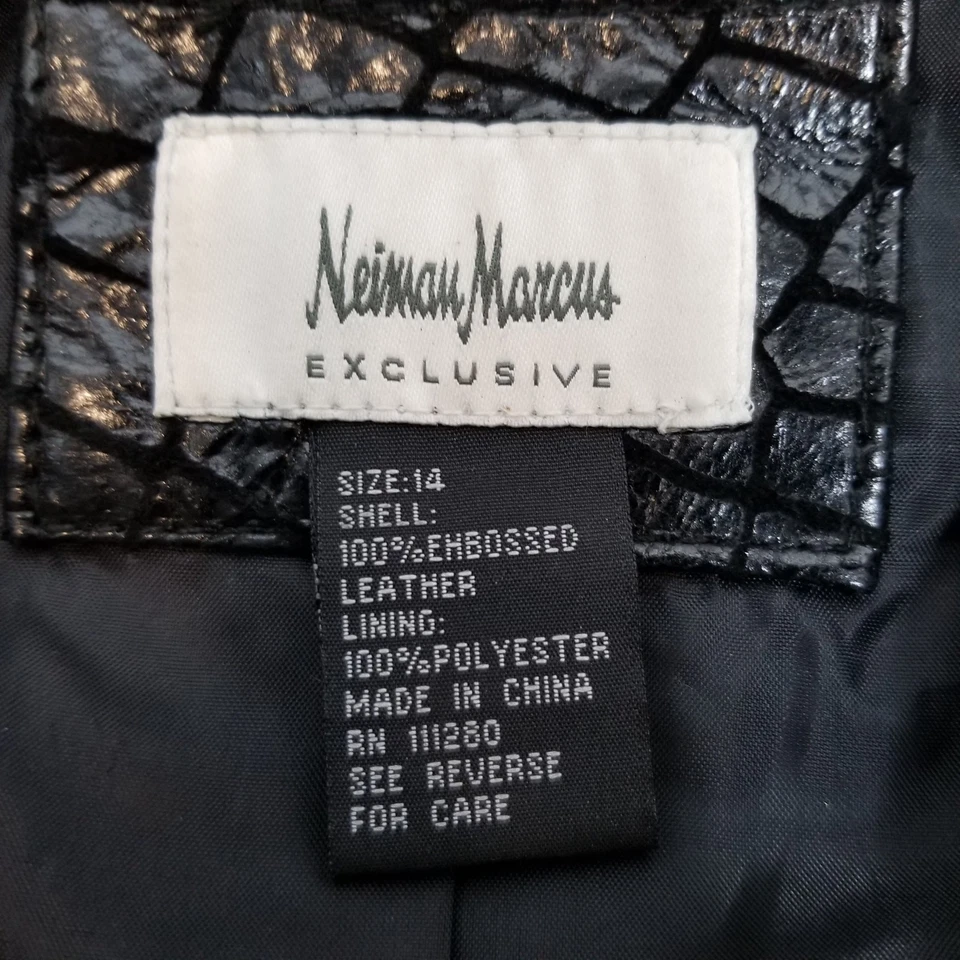 Neiman Marcus
EXCLUSIVE
SIZE:14
SHELL:
100%EMBOSSED
LEATHER
LINING:
100%POLYESTER
MADE IN CHINA
RN 111280
SEE REVERSE
FOR CARE